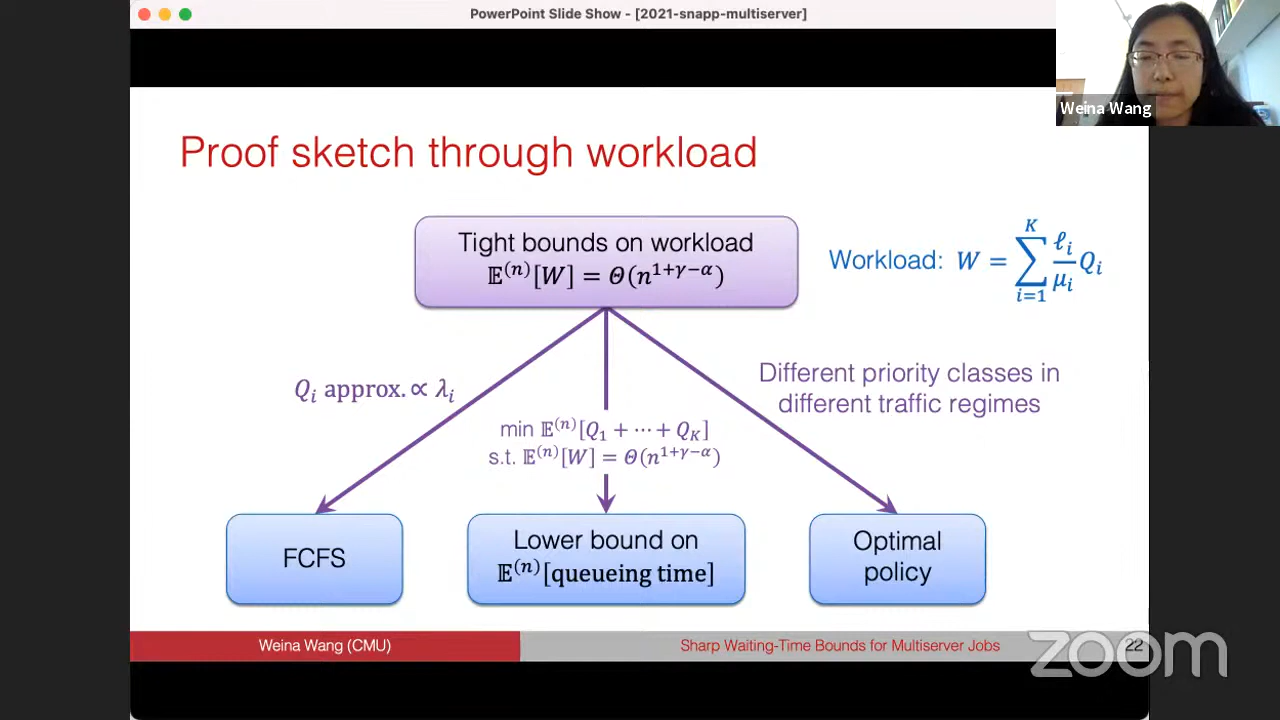 PowerPoint Slide Show - [2021-snapp-multiserver]
Weina Wang
Proof sketch through workload
Tight bounds on workload
𝔼⁽ⁿ⁾[W] = Θ(n^{1+γ−α})
Workload: W = ∑_{i=1}^{K} (ℓ_i/μ_i) Q_i
Q_i approx. ∝ λ_i
min 𝔼⁽ⁿ⁾[Q_1 + ⋯ + Q_K]
s.t. 𝔼⁽ⁿ⁾[W] = Θ(n^{1+γ−α})
Different priority classes in
different traffic regimes
FCFS
Lower bound on
𝔼⁽ⁿ⁾[queueing time]
Optimal
policy
Weina Wang (CMU)
Sharp Waiting-Time Bounds for Multiserver Jobs
22
zoom